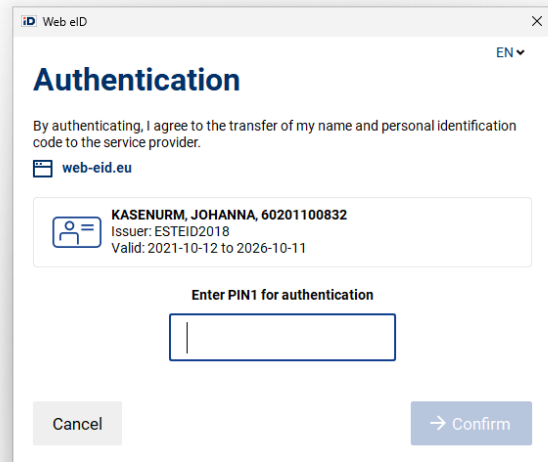 iD Web eID
EN
Authentication
By authenticating, I agree to the transfer of my name and personal identification
code to the service provider.
web-eid.eu
KASENURM, JOHANNA, 60201100832
Issuer: ESTEID2018
Valid: 2021-10-12 to 2026-10-11
Enter PIN1 for authentication
Cancel
Confirm